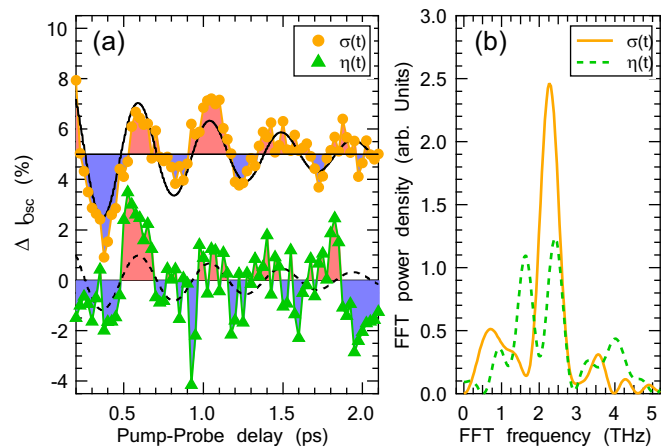 (a)
σ(t)
η(t)
Δ I_Osc (%)
10
8
6
4
2
0
-2
-4
0.5
1.0
1.5
2.0
Pump-Probe delay (ps)
(b)
σ(t)
η(t)
FFT power density (arb. Units)
3.0
2.5
2.0
1.5
1.0
0.5
0.0
0
1
2
3
4
5
FFT frequency (THz)